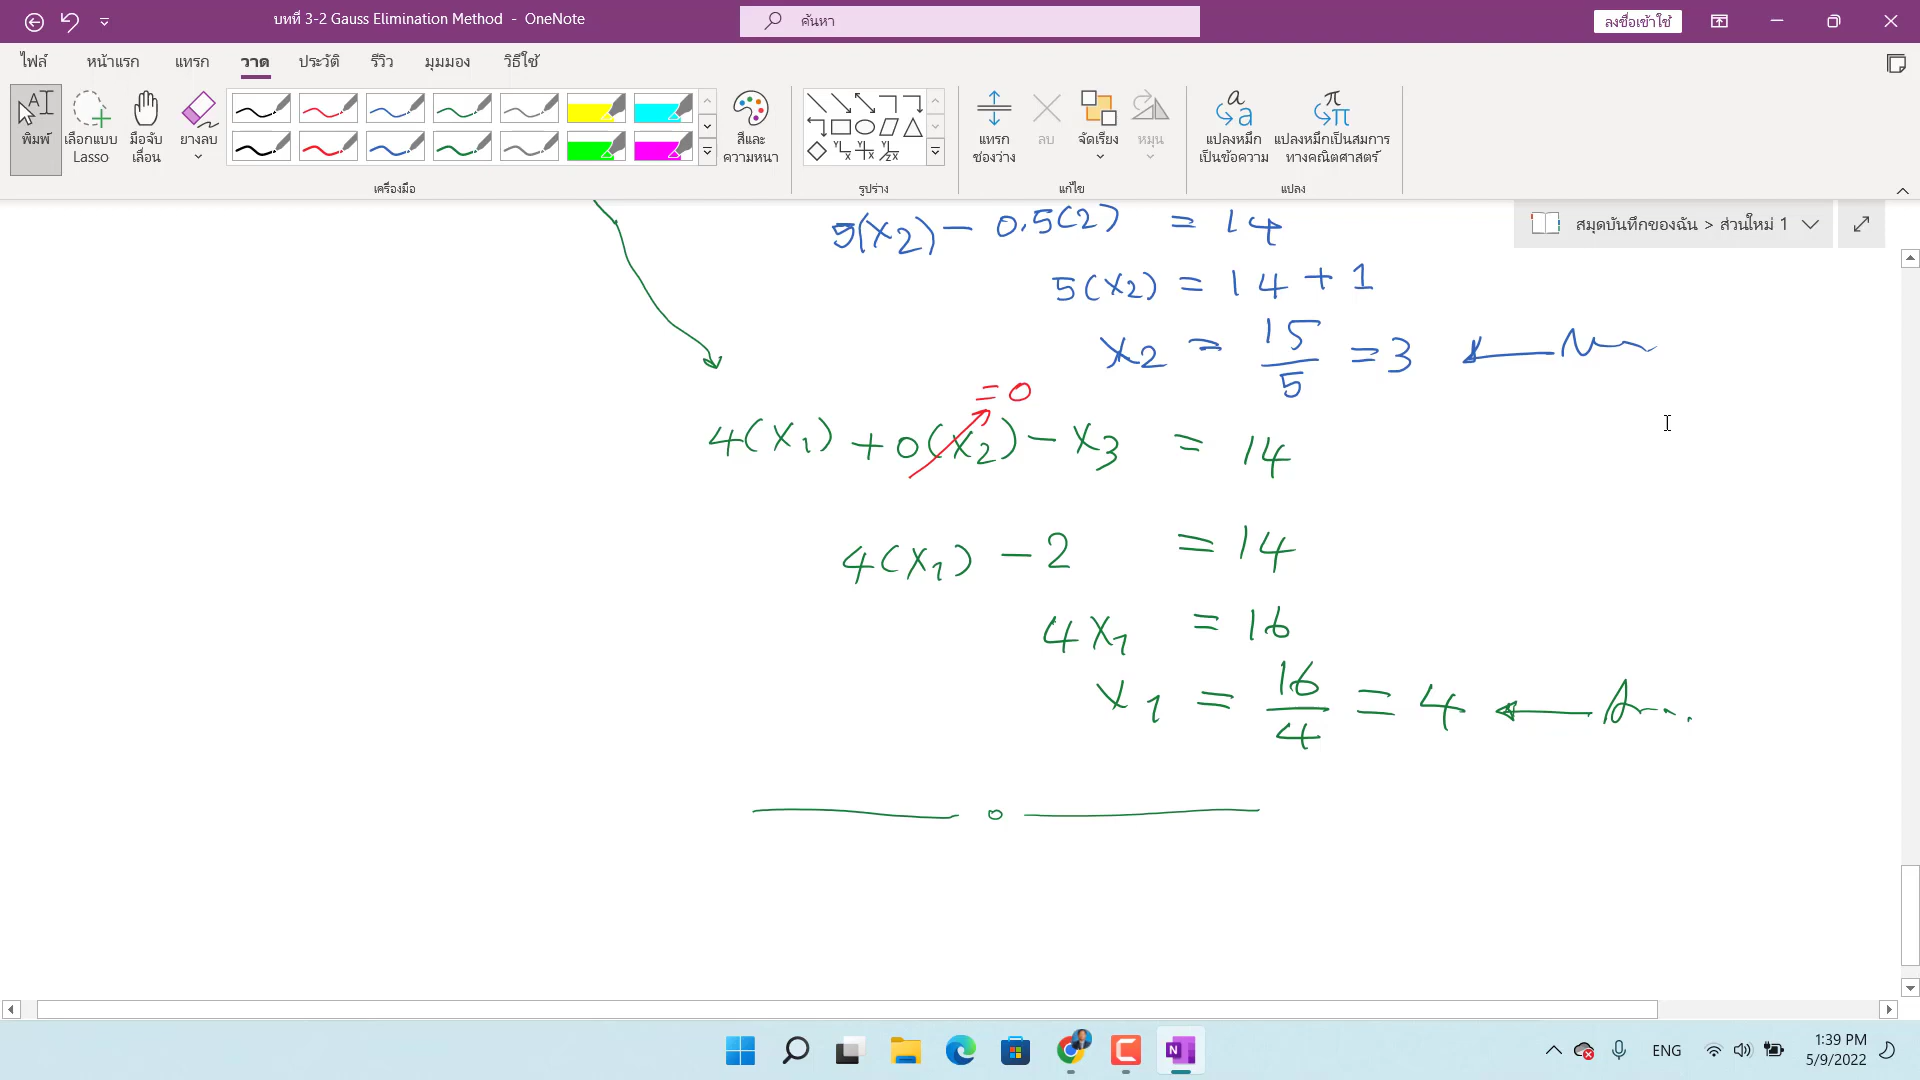 บทที่ 3-2 Gauss Elimination Method - OneNote
ค้นหา
ลงชื่อเข้าใช้
ไฟล์ หน้าแรก แทรก วาด ประวัติ รีวิว มุมมอง วิธีใช้
พิมพ์
เลือกแบบ Lasso
มือจับเลื่อน
ยางลบ
สีและความหนา
แทรกช่องว่าง
ลบ
จัดเรียง
หมุน
แปลงหมึกเป็นข้อความ
แปลงหมึกเป็นสมการทางคณิตศาสตร์
เครื่องมือ
รูปร่าง
แก้ไข
แปลง
สมุดบันทึกของฉัน > ส่วนใหม่ 1
5(x2) - 0.5(2) = 14
5(x2) = 14 + 1
x2 = 15/5 = 3
= 0
4(x1) + 0(x2) - x3 = 14
4(x1) - 2 = 14
4x1 = 16
x1 = 16/4 = 4
ENG
1:39 PM
5/9/2022